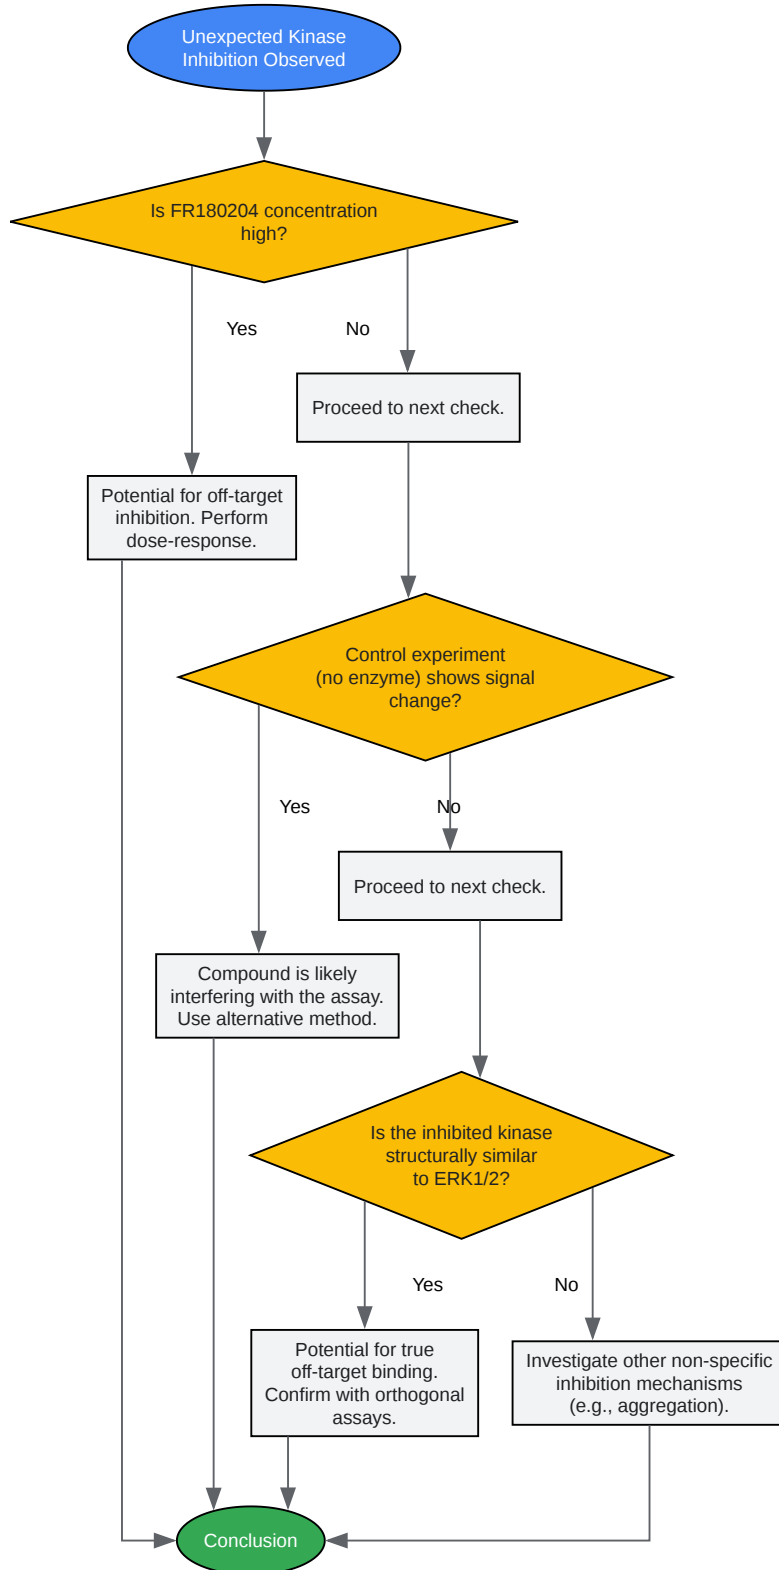 Unexpected Kinase
Inhibition Observed
Is FR180204 concentration
high?
Yes
No
Proceed to next check.
Potential for off-target
inhibition. Perform
dose-response.
Control experiment
(no enzyme) shows signal
change?
Yes
No
Proceed to next check.
Compound is likely
interfering with the assay.
Use alternative method.
Is the inhibited kinase
structurally similar
to ERK1/2?
Yes
No
Potential for true
off-target binding.
Confirm with orthogonal
assays.
Investigate other non-specific
inhibition mechanisms
(e.g., aggregation).
Conclusion